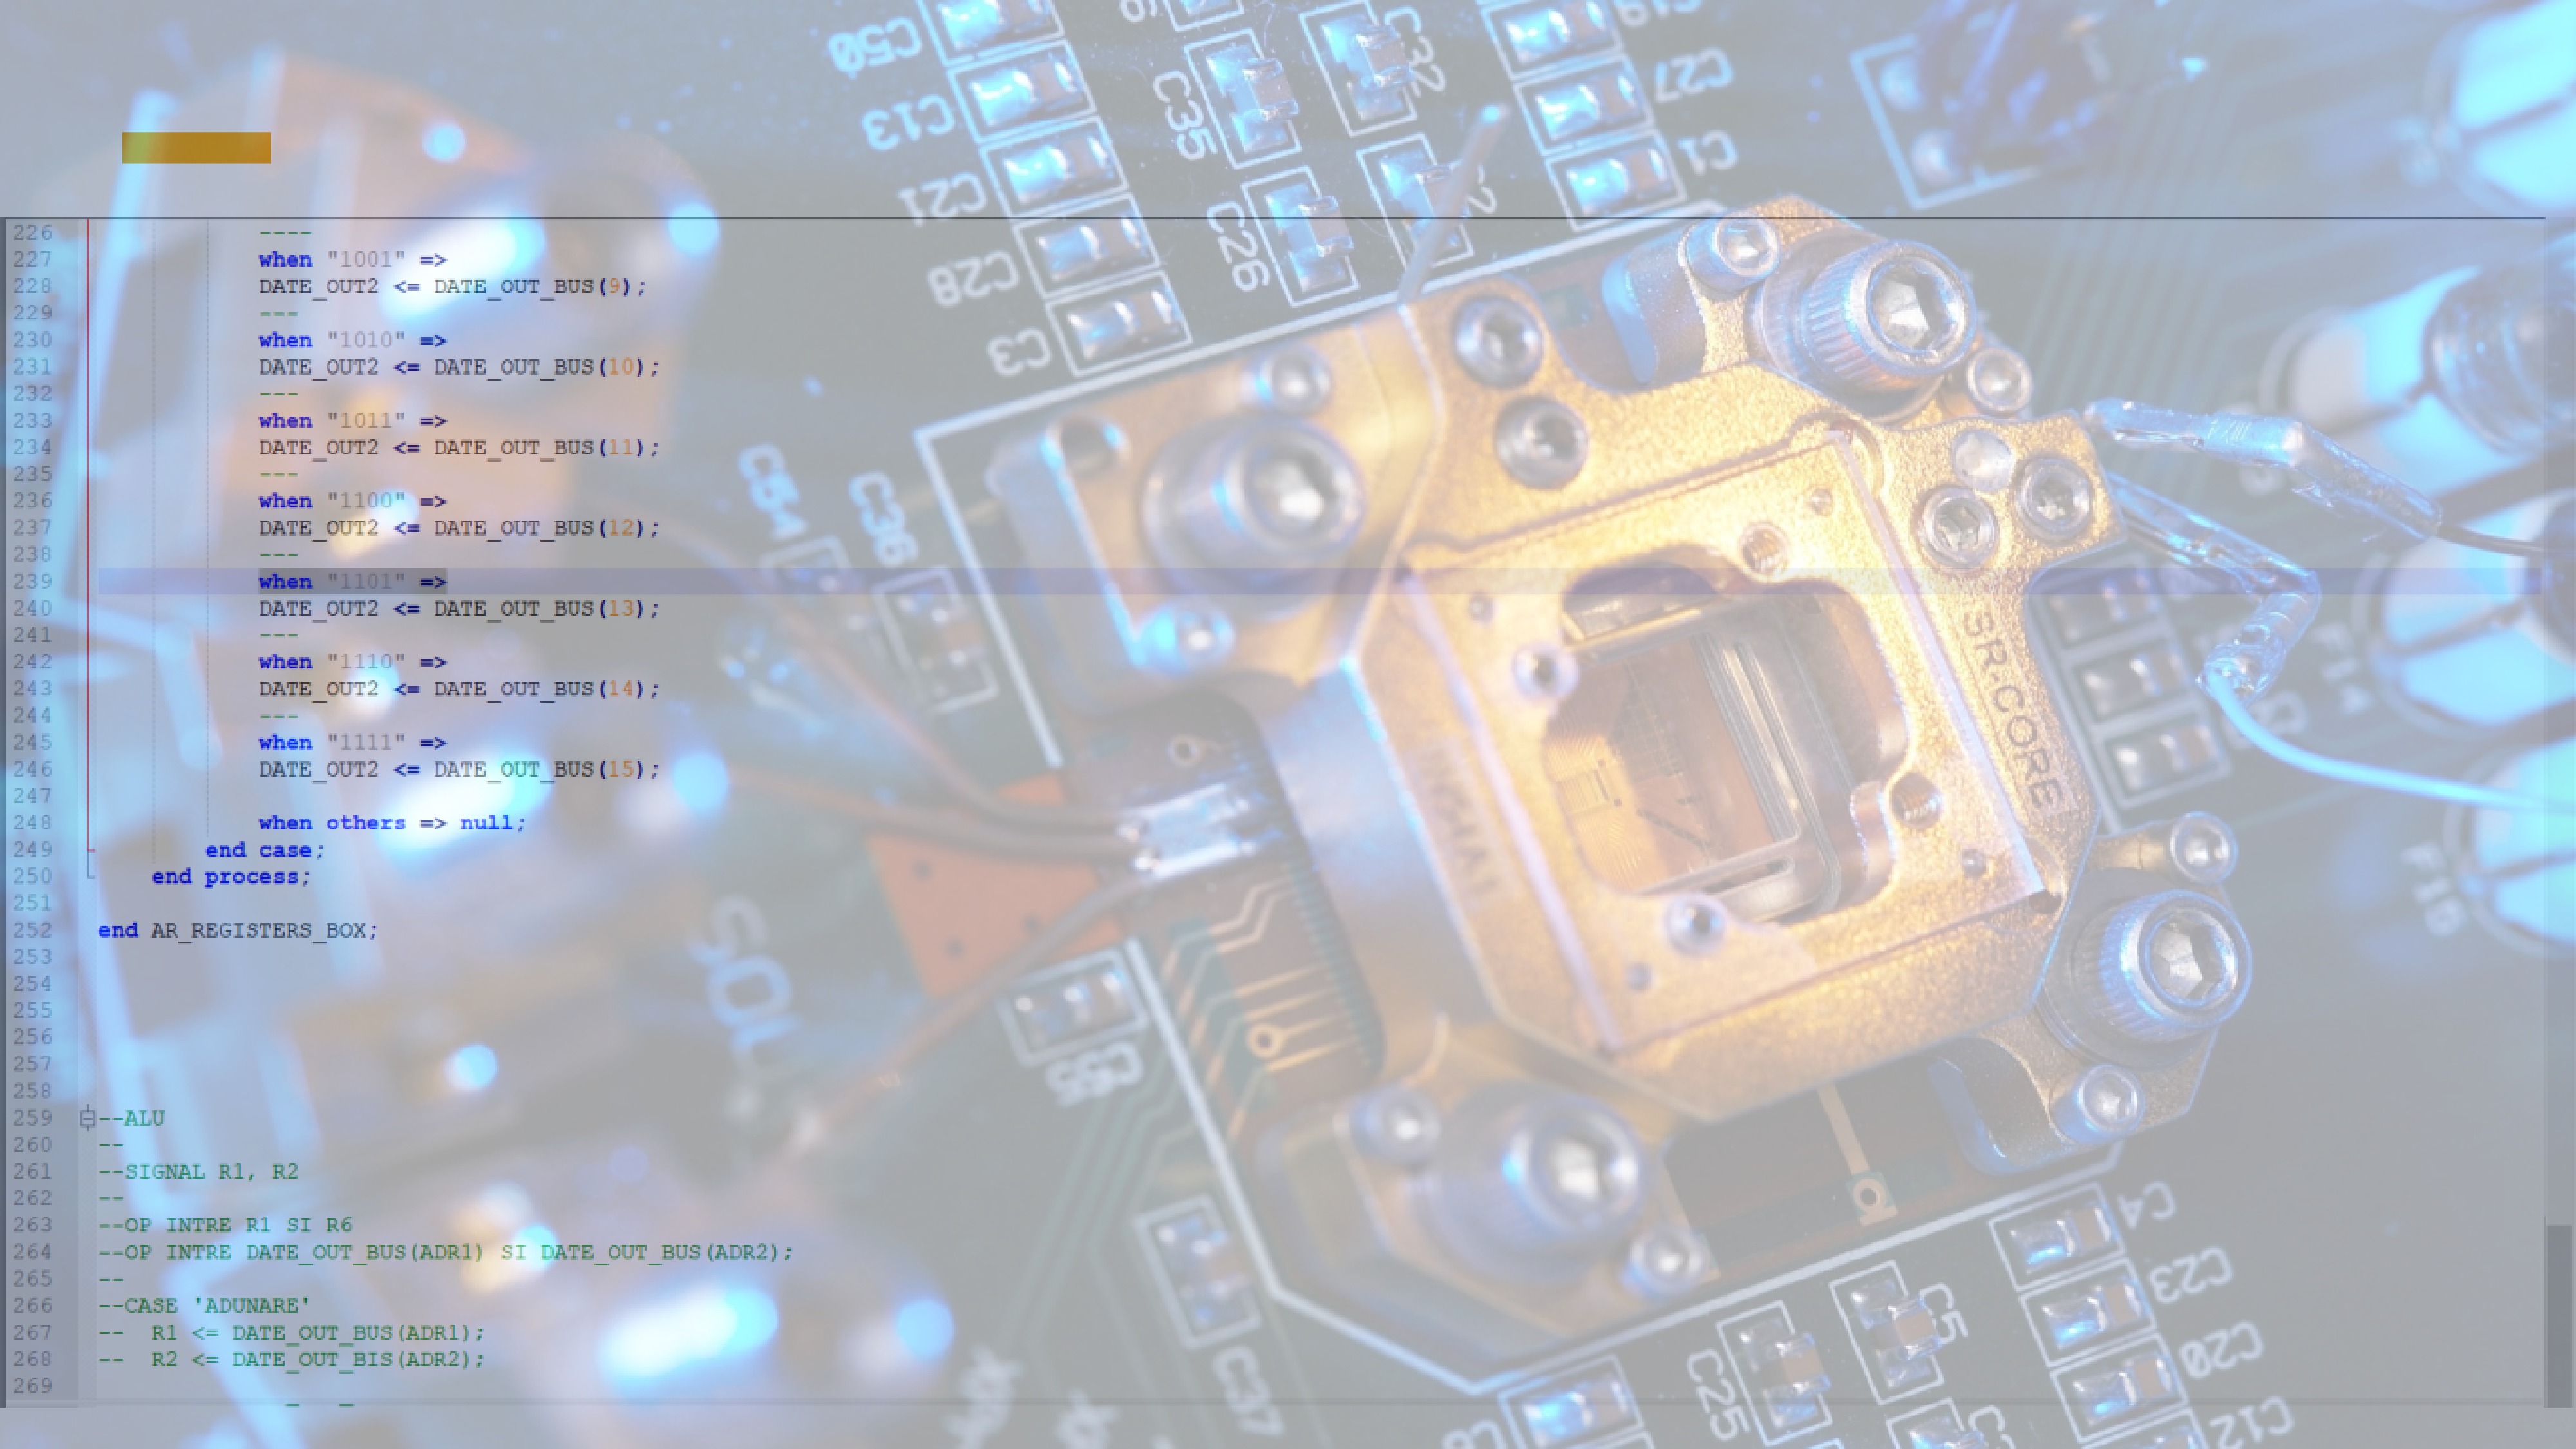 226 ----
227 when "1001" =>
228 DATE_OUT2 <= DATE_OUT_BUS(9);
229 ---
230 when "1010" =>
231 DATE_OUT2 <= DATE_OUT_BUS(10);
232 ---
233 when "1011" =>
234 DATE_OUT2 <= DATE_OUT_BUS(11);
235 ---
236 when "1100" =>
237 DATE_OUT2 <= DATE_OUT_BUS(12);
238 ---
239 when "1101" =>
240 DATE_OUT2 <= DATE_OUT_BUS(13);
241 ---
242 when "1110" =>
243 DATE_OUT2 <= DATE_OUT_BUS(14);
244 ---
245 when "1111" =>
246 DATE_OUT2 <= DATE_OUT_BUS(15);
247
248 when others => null;
249 end case;
250 end process;
251
252 end AR_REGISTERS_BOX;
253
254
255
256
257
258
259 --ALU
260 --
261 --SIGNAL R1, R2
262 --
263 --OP INTRE R1 SI R6
264 --OP INTRE DATE_OUT_BUS(ADR1) SI DATE_OUT_BUS(ADR2);
265 --
266 --CASE 'ADUNARE'
267 -- R1 <= DATE_OUT_BUS(ADR1);
268 -- R2 <= DATE_OUT_BIS(ADR2);
269
C50
C13
C21
C28
C3
C35
C26
C32
C19
C27
C1
C54
C36
SR-CORE
F14
F15
C55
C37
C4
C23
C20
C12
C5
C25